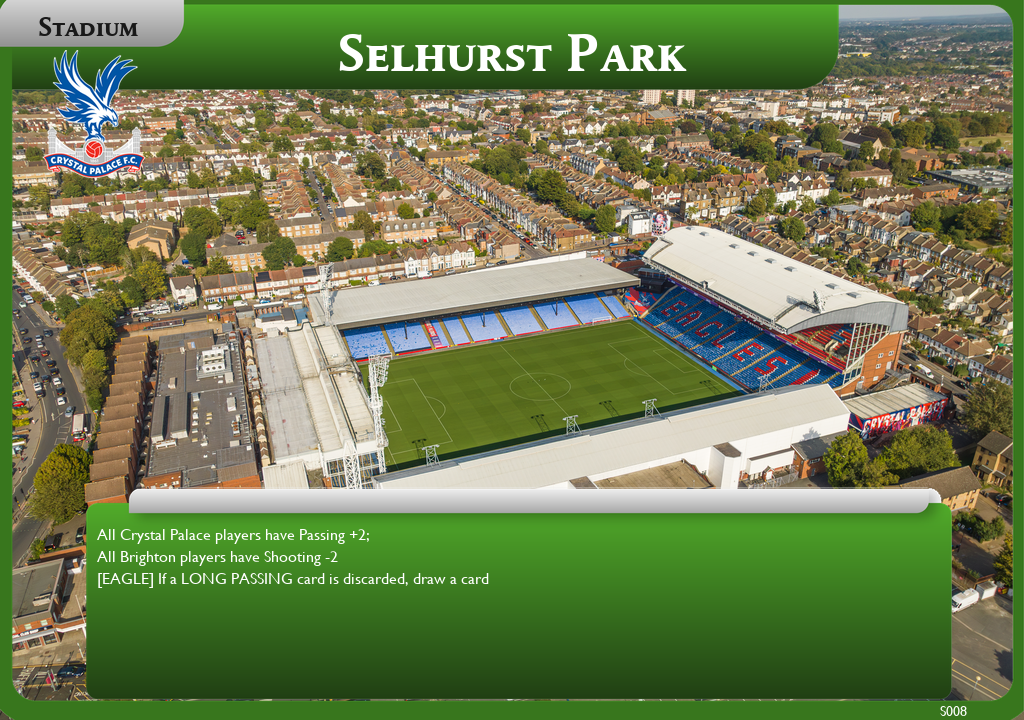 Stadium
Selhurst Park
CRYSTAL PALACE F.C.
EAGLES
CRYSTAL PALACE
All Crystal Palace players have Passing +2;
All Brighton players have Shooting -2
[EAGLE] If a LONG PASSING card is discarded, draw a card
S008